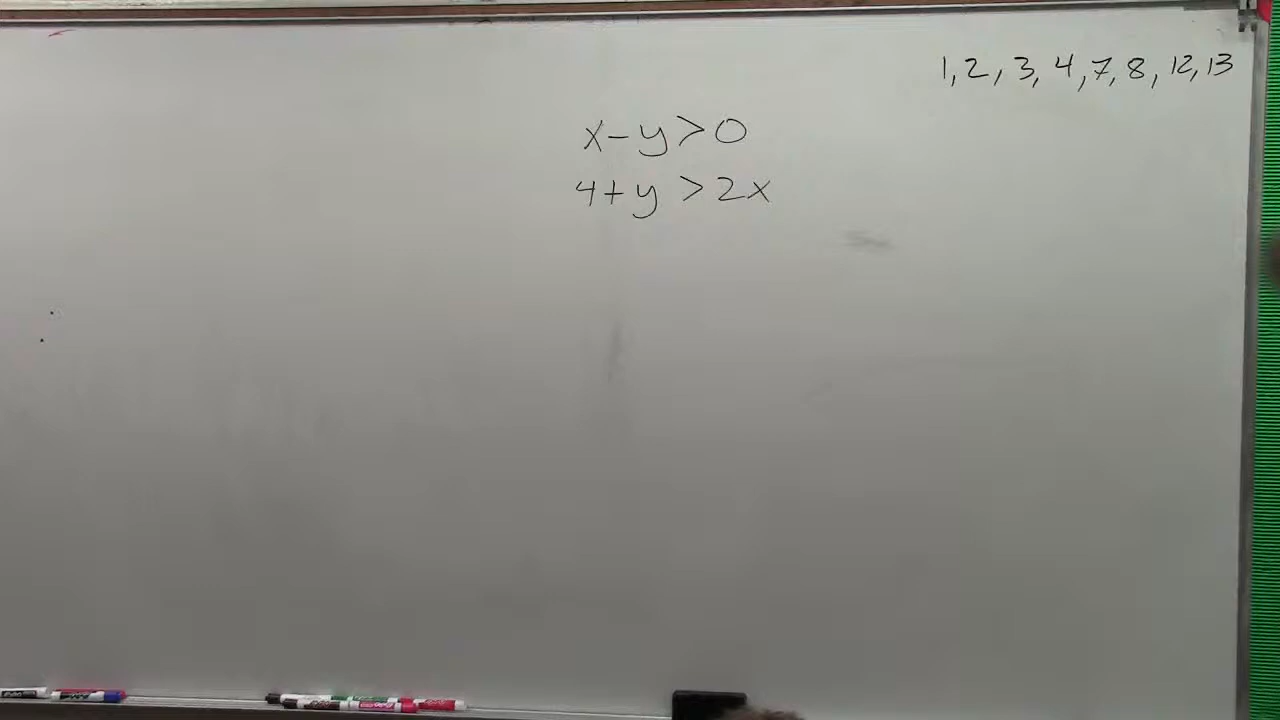 1, 2, 3, 4, 7, 8, 12, 13
x - y > 0
4 + y > 2x